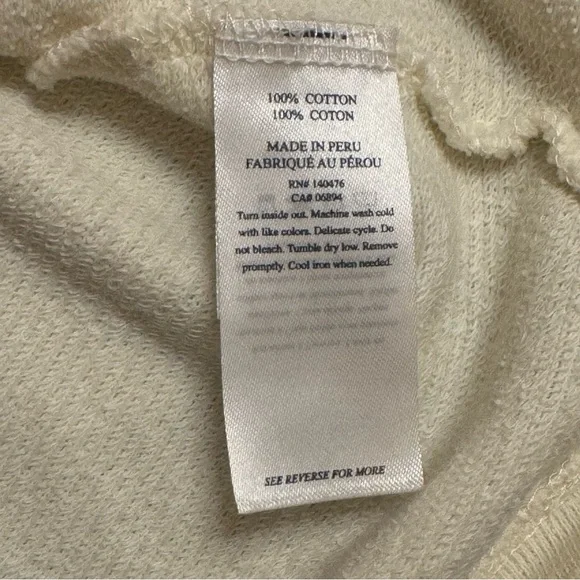 100% COTTON
100% COTON
MADE IN PERU
FABRIQUÉ AU PÉROU
RN# 140476
CA# 06894
Turn inside out. Machine wash cold
with like colors. Delicate cycle. Do
not bleach. Tumble dry low. Remove
promptly. Cool iron when needed.
SEE REVERSE FOR MORE